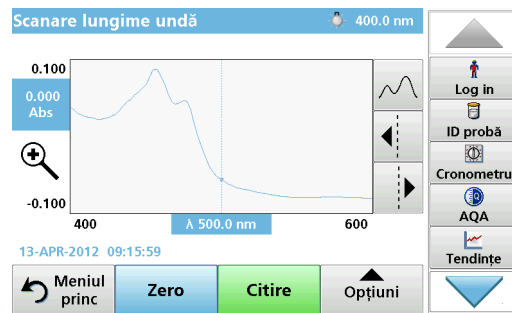 Scanare lungime undă
400.0 nm
0.100
0.000
Abs
-0.100
400
λ 500.0 nm
600
13-APR-2012 09:15:59
Meniul
princ
Zero
Citire
Opțiuni
Log in
ID probă
Cronometru
AQA
Tendințe